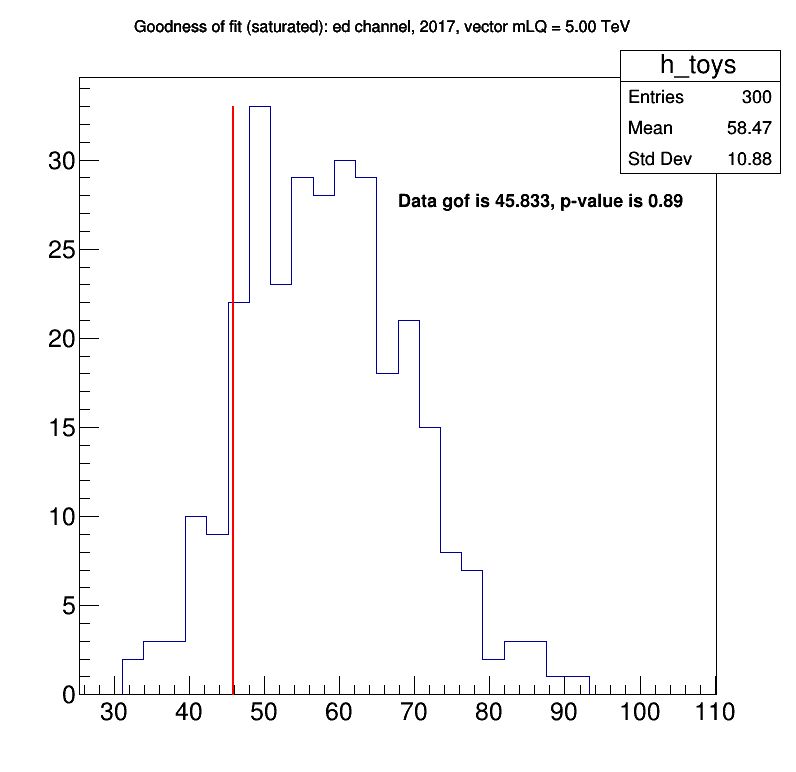 Goodness of fit (saturated): ed channel, 2017, vector mLQ = 5.00 TeV
h_toys
Entries 300
Mean 58.47
Std Dev 10.88
Data gof is 45.833, p-value is 0.89
30
25
20
15
10
5
0
30 40 50 60 70 80 90 100 110